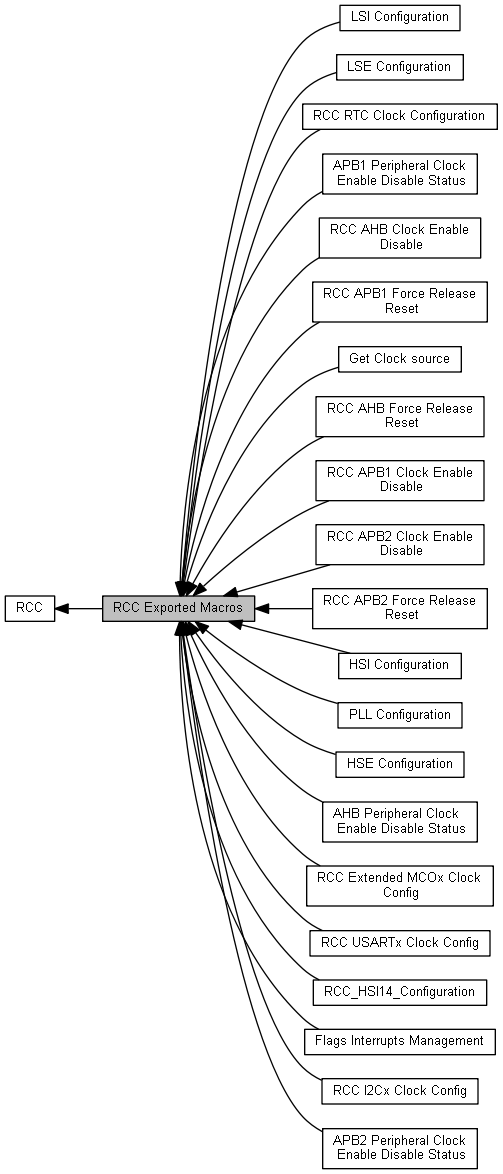 LSI Configuration
LSE Configuration
RCC RTC Clock Configuration
APB1 Peripheral Clock
Enable Disable Status
RCC AHB Clock Enable
Disable
RCC APB1 Force Release
Reset
Get Clock source
RCC AHB Force Release
Reset
RCC APB1 Clock Enable
Disable
RCC APB2 Clock Enable
Disable
RCC
RCC Exported Macros
RCC APB2 Force Release
Reset
HSI Configuration
PLL Configuration
HSE Configuration
AHB Peripheral Clock
Enable Disable Status
RCC Extended MCOx Clock
Config
RCC USARTx Clock Config
RCC_HSI14_Configuration
Flags Interrupts Management
RCC I2Cx Clock Config
APB2 Peripheral Clock
Enable Disable Status